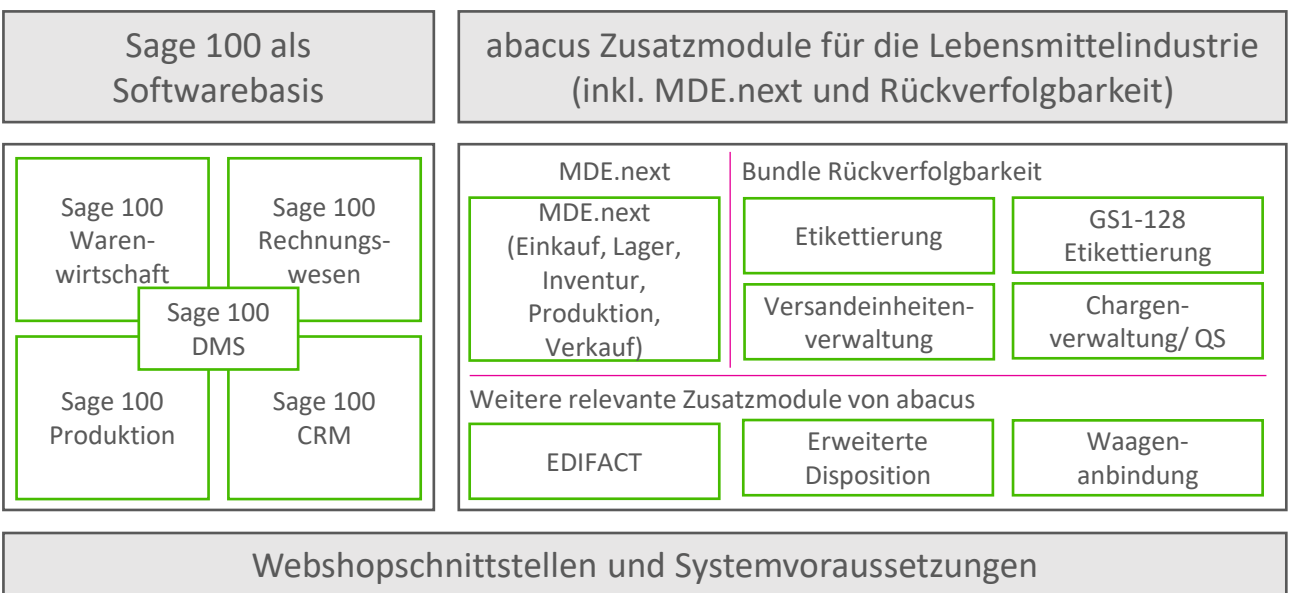 Sage 100 als
Softwarebasis
abacus Zusatzmodule für die Lebensmittelindustrie
(inkl. MDE.next und Rückverfolgbarkeit)
Sage 100
Waren-
wirtschaft
Sage 100
Rechnungs-
wesen
Sage 100
DMS
Sage 100
Produktion
Sage 100
CRM
MDE.next
MDE.next
(Einkauf, Lager,
Inventur,
Produktion,
Verkauf)
Bundle Rückverfolgbarkeit
Etikettierung
GS1-128
Etikettierung
Versandeinheiten-
verwaltung
Chargen-
verwaltung/ QS
Weitere relevante Zusatzmodule von abacus
EDIFACT
Erweiterte
Disposition
Waagen-
anbindung
Webshopschnittstellen und Systemvoraussetzungen